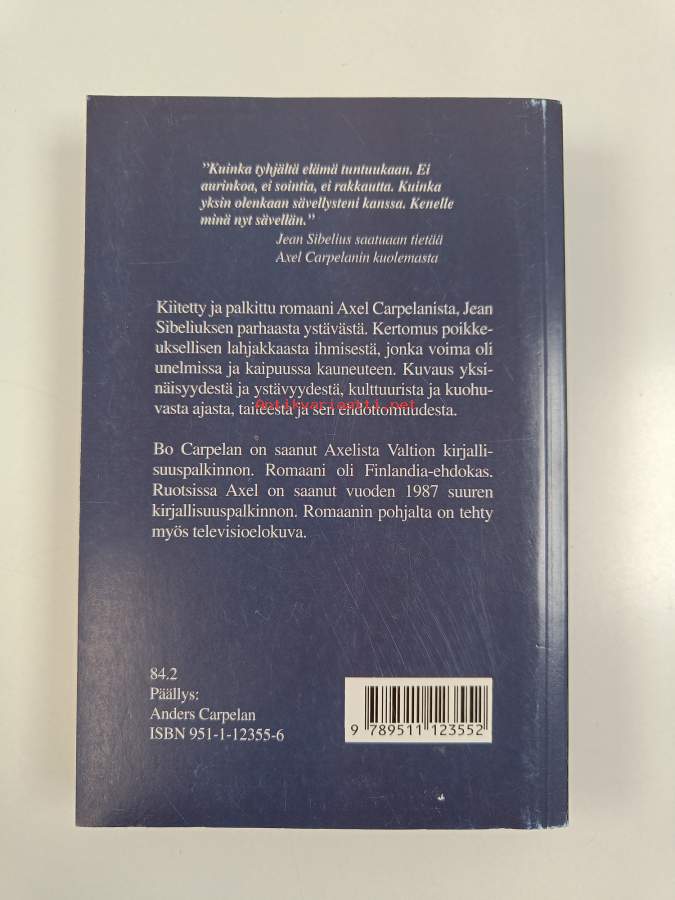 ”Kuinka tyhjältä elämä tuntuukaan. Ei
aurinkoa, ei sointia, ei rakkautta. Kuinka
yksin olenkaan sävellysteni kanssa. Kenelle
minä nyt sävellän.”
Jean Sibelius saatuaan tietää
Axel Carpelanin kuolemasta
Kiitetty ja palkittu romaani Axel Carpelanista, Jean
Sibeliuksen parhaasta ystävästä. Kertomus poikke-
uksellisen lahjakkaasta ihmisestä, jonka voima oli
unelmissa ja kaipuussa kauneuteen. Kuvaus yksi-
näisyydestä ja ystävyydestä, kulttuurista ja kuohu-
vasta ajasta, taiteesta ja sen ehdottomuudesta.
Antikvariaatti.net
Bo Carpelan on saanut Axelista Valtion kirjalli-
suuspalkinnon. Romaani oli Finlandia-ehdokas.
Ruotsissa Axel on saanut vuoden 1987 suuren
kirjallisuuspalkinnon. Romaanin pohjalta on tehty
myös televisioelokuva.
84.2
Päällys:
Anders Carpelan
ISBN 951-1-12355-6
9 789511 123552